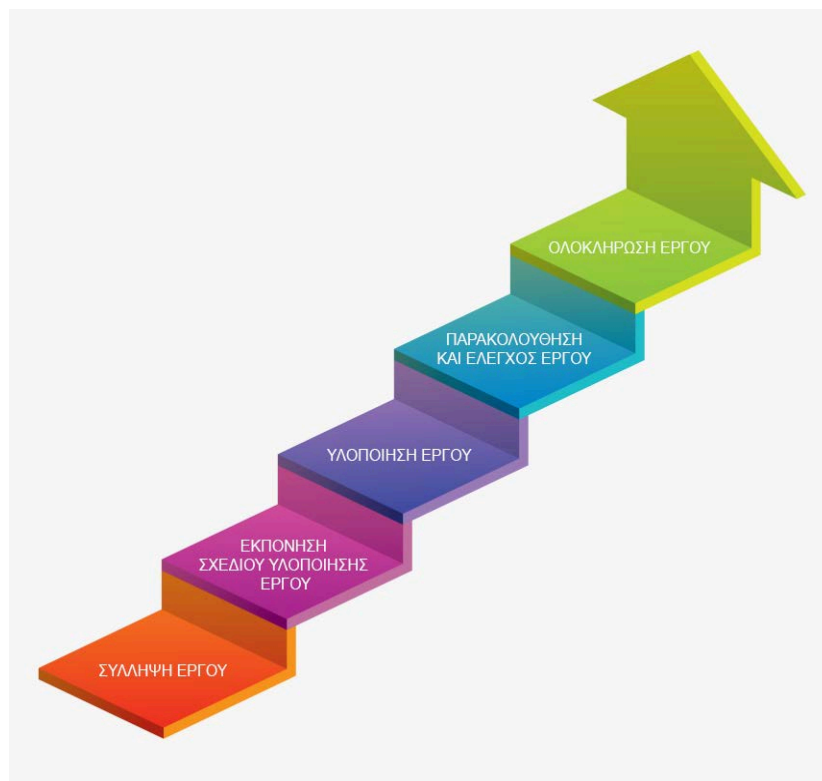 ΟΛΟΚΛΗΡΩΣΗ ΕΡΓΟΥ
ΠΑΡΑΚΟΛΟΥΘΗΣΗ
ΚΑΙ ΕΛΕΓΧΟΣ ΕΡΓΟΥ
ΥΛΟΠΟΙΗΣΗ ΕΡΓΟΥ
ΕΚΠΟΝΗΣΗ
ΣΧΕΔΙΟΥ ΥΛΟΠΟΙΗΣΗΣ
ΕΡΓΟΥ
ΣΥΛΛΗΨΗ ΕΡΓΟΥ